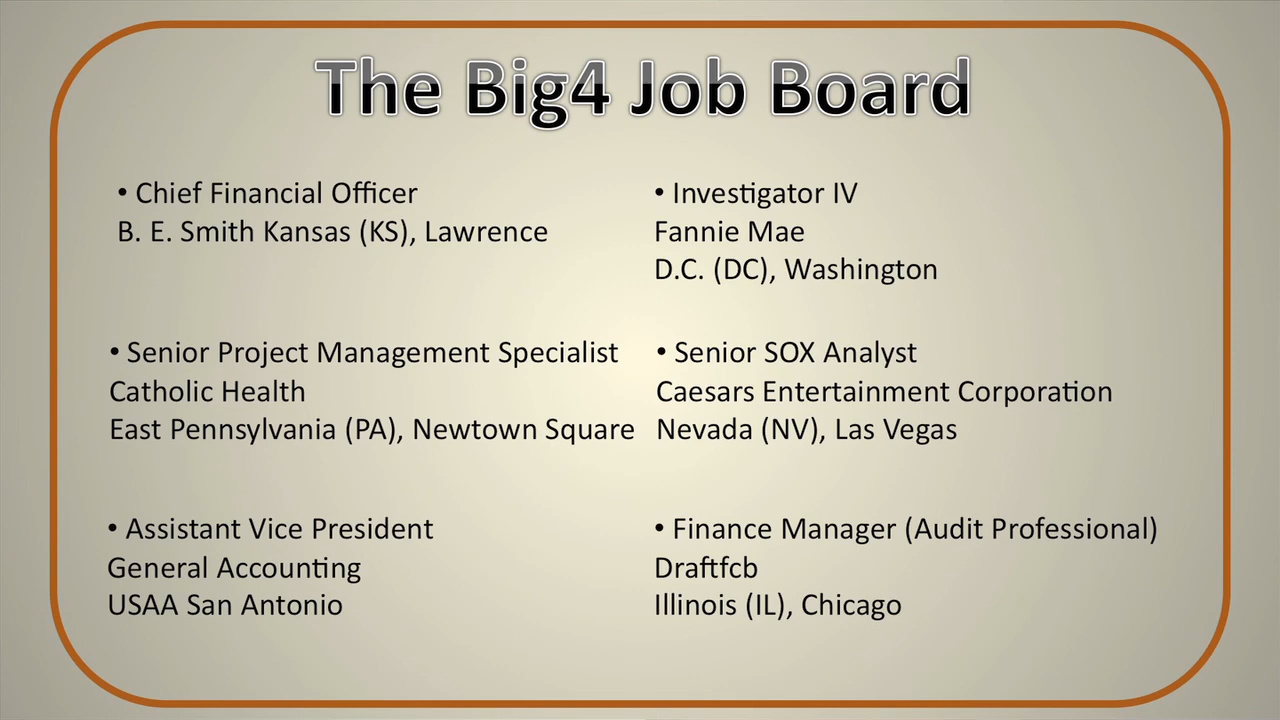 The Big4 Job Board
• Chief Financial Officer
B. E. Smith Kansas (KS), Lawrence
• Investigator IV
Fannie Mae
D.C. (DC), Washington
• Senior Project Management Specialist
Catholic Health
East Pennsylvania (PA), Newtown Square
• Senior SOX Analyst
Caesars Entertainment Corporation
Nevada (NV), Las Vegas
• Assistant Vice President
General Accounting
USAA San Antonio
• Finance Manager (Audit Professional)
Draftfcb
Illinois (IL), Chicago